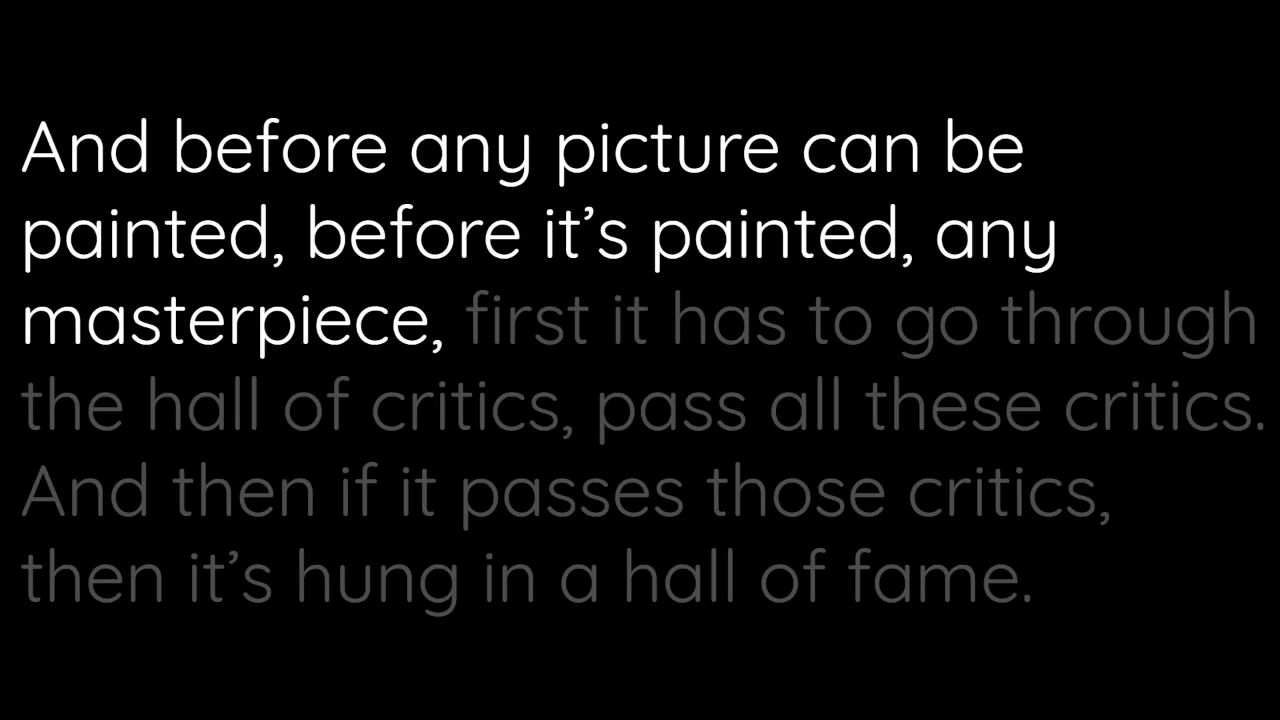 And before any picture can be
painted, before it’s painted, any
masterpiece, first it has to go through
the hall of critics, pass all these critics.
And then if it passes those critics,
then it’s hung in a hall of fame.